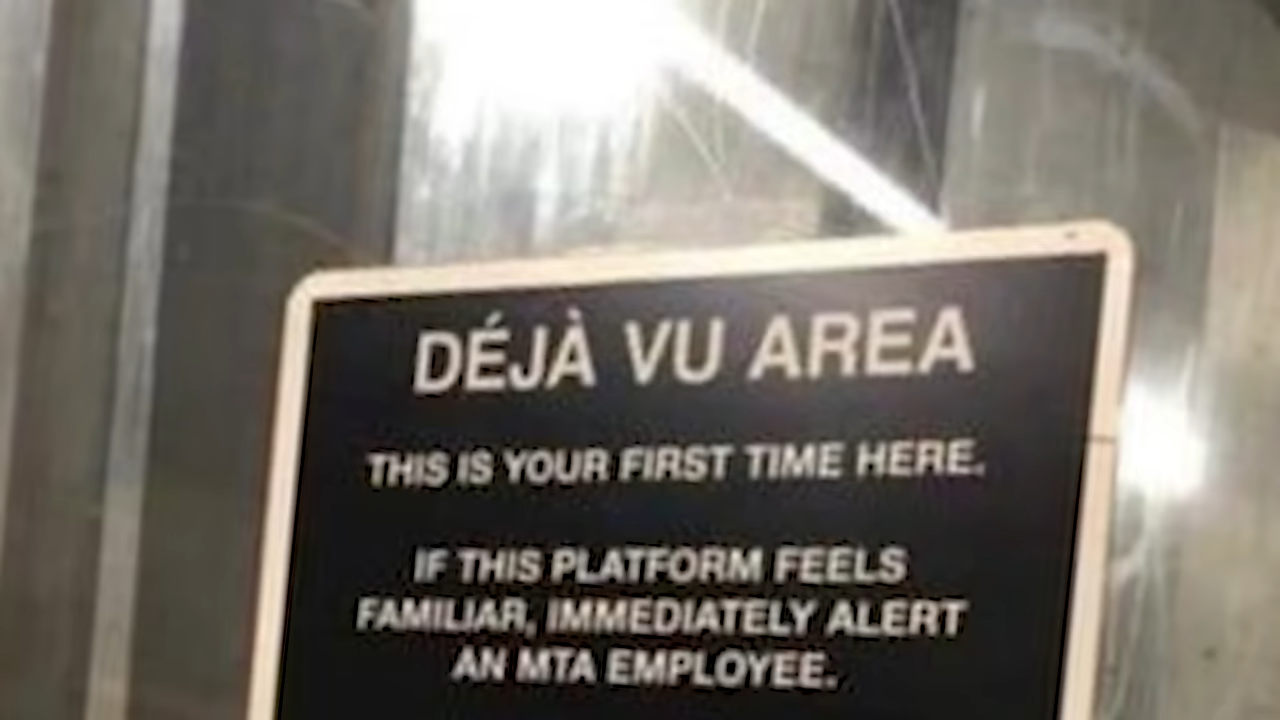 DÉJÀ VU AREA
THIS IS YOUR FIRST TIME HERE.
IF THIS PLATFORM FEELS
FAMILIAR, IMMEDIATELY ALERT
AN MTA EMPLOYEE.